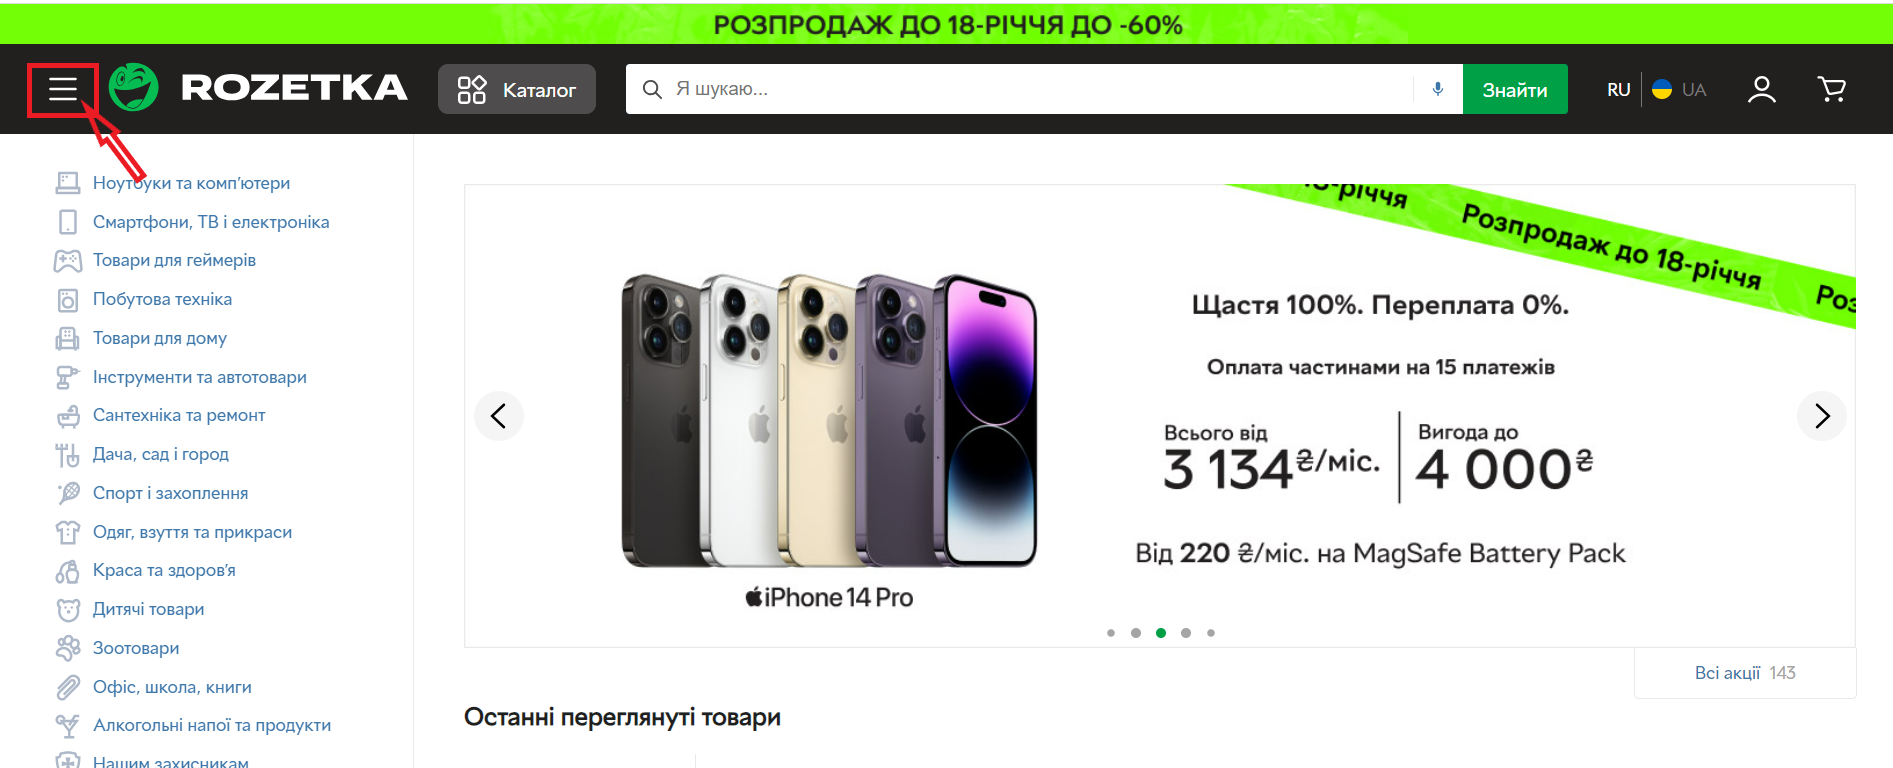 РОЗПРОДАЖ ДО 18-РІЧЧЯ ДО -60%
ROZETKA
Каталог
Я шукаю...
Знайти
RU
UA
Ноутбуки та комп'ютери
Смартфони, ТВ і електроніка
Товари для геймерів
Побутова техніка
Товари для дому
Інструменти та автотовари
Сантехніка та ремонт
Дача, сад і город
Спорт і захоплення
Одяг, взуття та прикраси
Краса та здоров'я
Дитячі товари
Зоотовари
Офіс, школа, книги
Алкогольні напої та продукти
Нашим захисникам
18-річчя
Розпродаж до 18-річчя
Роз
Щастя 100%. Переплата 0%.
Оплата частинами на 15 платежів
Всього від
3 134₴/міс.
Вигода до
4 000₴
Від 220 ₴/міс. на MagSafe Battery Pack
iPhone 14 Pro
Всі акції 143
Останні переглянуті товари